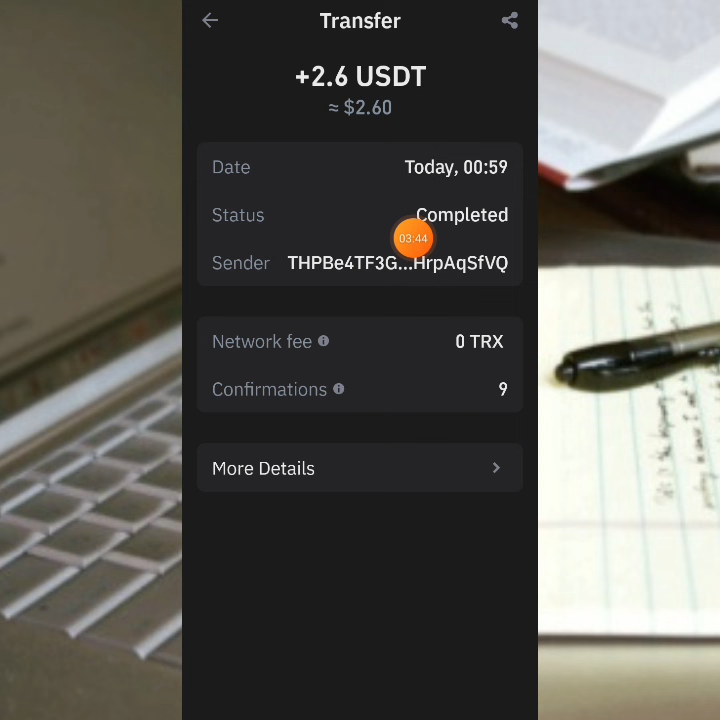 Transfer
+2.6 USDT
≈ $2.60
Date Today, 00:59
Status Completed
03:44
Sender THPBe4TF3G...HrpAqSfVQ
Network fee 0 TRX
Confirmations 9
More Details